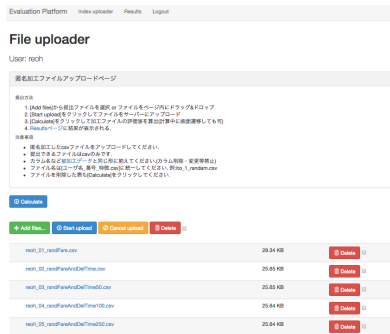 Evaluation Platform Index uploader Results Logout
File uploader
User: reoh
匿名加工ファイルアップロードページ
提出方法
1. [Add files]から提出ファイルを選択 or ファイルをページ内にドラッグ&ドロップ
2. [Start upload]をクリックしてファイルをサーバーにアップロード
3. [Calculate]をクリックして加工ファイルの評価値を算出(計算中に画面遷移しても可)
4. Resultsページに結果が表示される.
注意事項
匿名加工したcsvファイルをアップロードしてください.
提出できるファイルはcsvのみです.
カラム名など被加工データと同じ形に揃えてください.(カラム削除・変更等禁止)
ファイル名は[ユーザ名_番号_特徴.csv]に統一してください. 例:to_1_random.csv
ファイルを削除した際も[Calculate]をクリックしてください.
Calculate
Add files... Start upload Cancel upload Delete
reoh_01_randFare.csv 28.34 KB Delete
reoh_02_randFareAndDelTime.csv 25.65 KB Delete
reoh_03_randFareAndDelTime50.csv 25.65 KB Delete
reoh_04_randFareAndDelTime100.csv 25.64 KB Delete
reoh_05_randFareAndDelTime250.csv 25.64 KB Delete